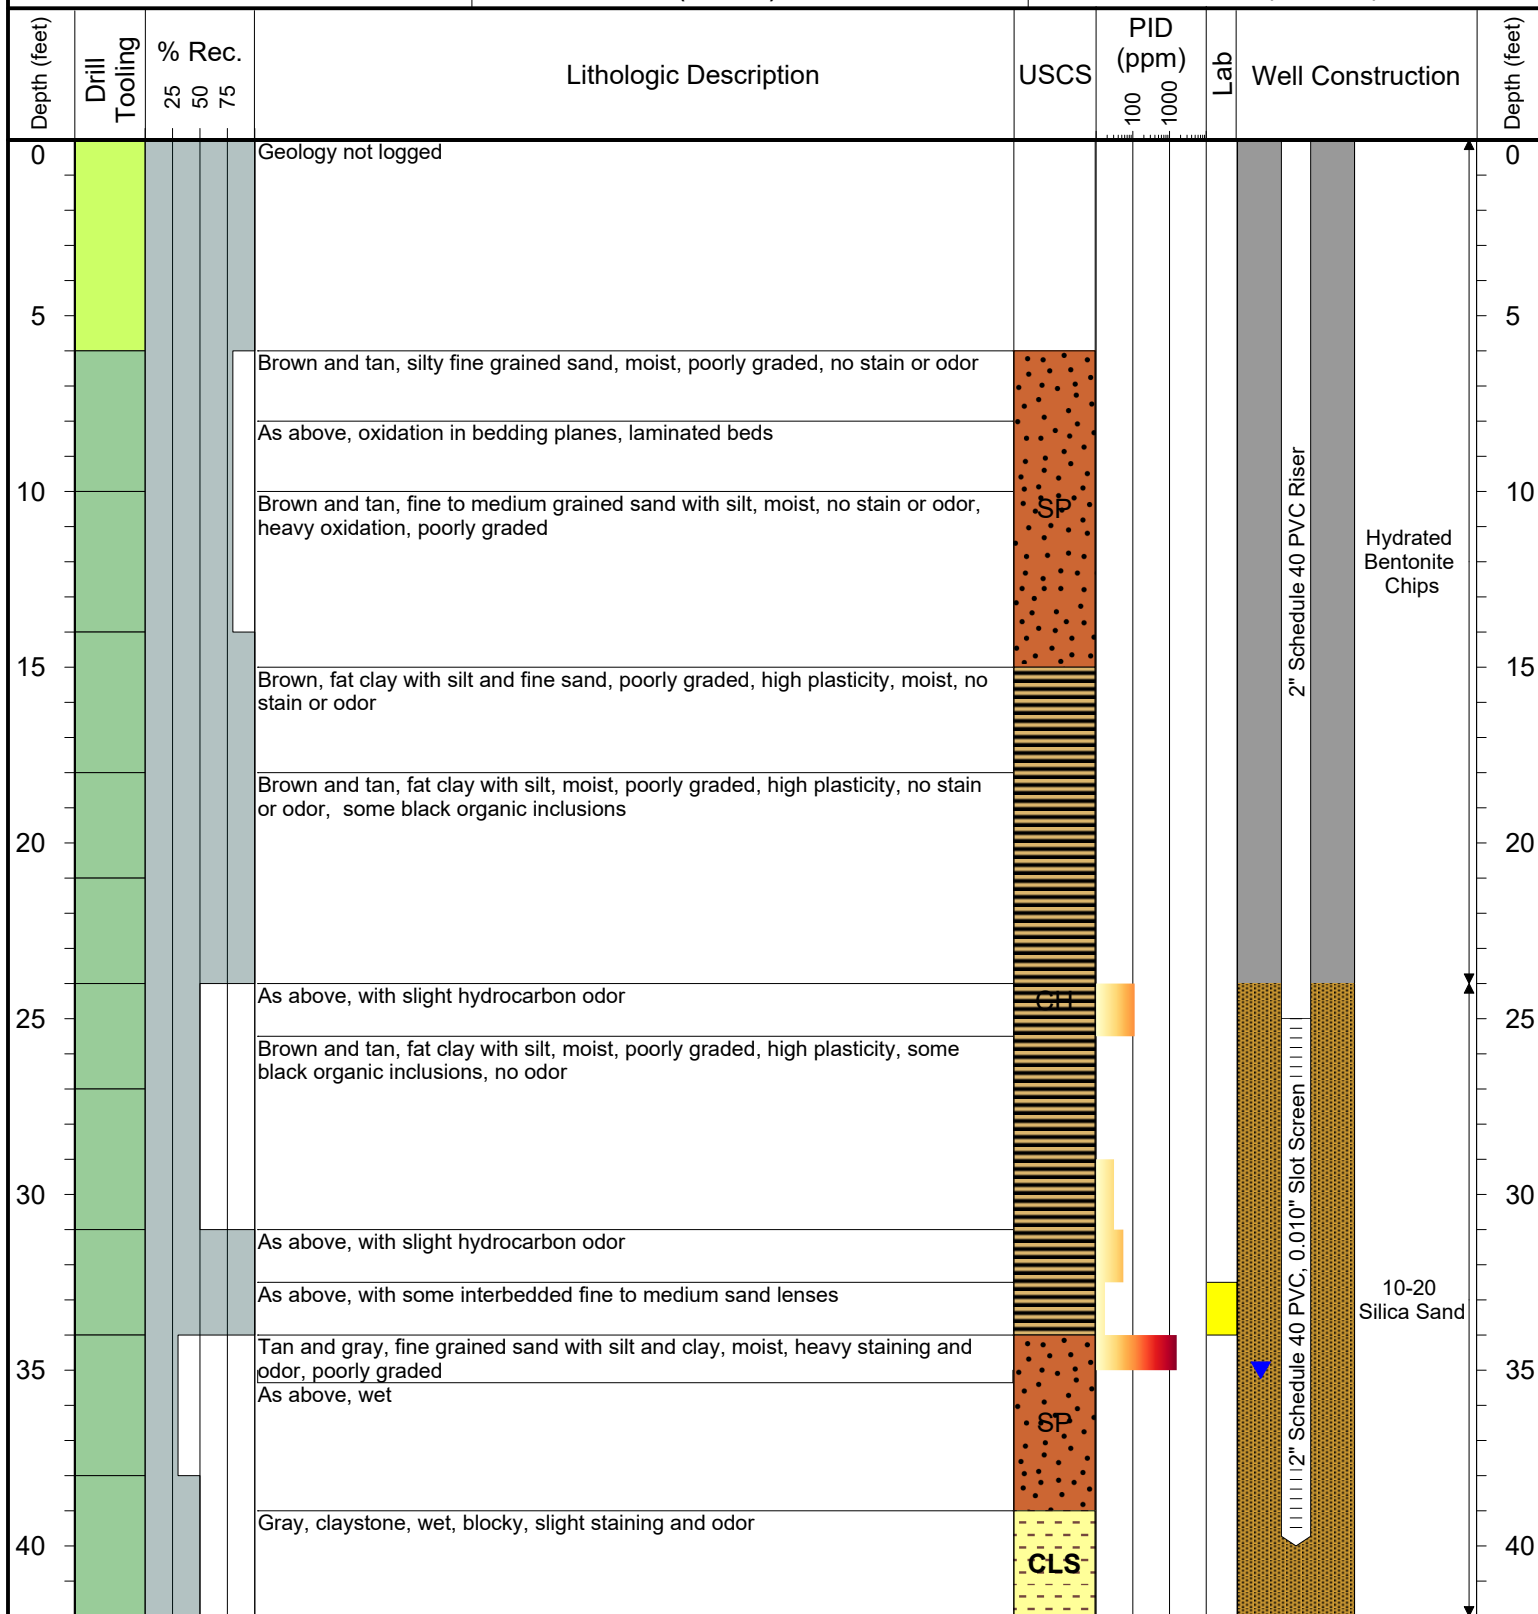 Depth (feet)
Drill
Tooling
% Rec.
25
50
75
Lithologic Description
USCS
PID
(ppm)
100
1000
Lab
Well Construction
Depth (feet)
0
Geology not logged
0
5
5
Brown and tan, silty fine grained sand, moist, poorly graded, no stain or odor
As above, oxidation in bedding planes, laminated beds
10
Brown and tan, fine to medium grained sand with silt, moist, no stain or odor,
heavy oxidation, poorly graded
SP
10
2" Schedule 40 PVC Riser
Hydrated
Bentonite
Chips
15
Brown, fat clay with silt and fine sand, poorly graded, high plasticity, moist, no
stain or odor
15
Brown and tan, fat clay with silt, moist, poorly graded, high plasticity, no stain
or odor,  some black organic inclusions
20
20
As above, with slight hydrocarbon odor
CH
25
25
Brown and tan, fat clay with silt, moist, poorly graded, high plasticity, some
black organic inclusions, no odor
30
30
As above, with slight hydrocarbon odor
As above, with some interbedded fine to medium sand lenses
2" Schedule 40 PVC, 0.010" Slot Screen
10-20
Silica Sand
Tan and gray, fine grained sand with silt and clay, moist, heavy staining and
odor, poorly graded
35
35
As above, wet
SP
Gray, claystone, wet, blocky, slight staining and odor
40
CLS
40